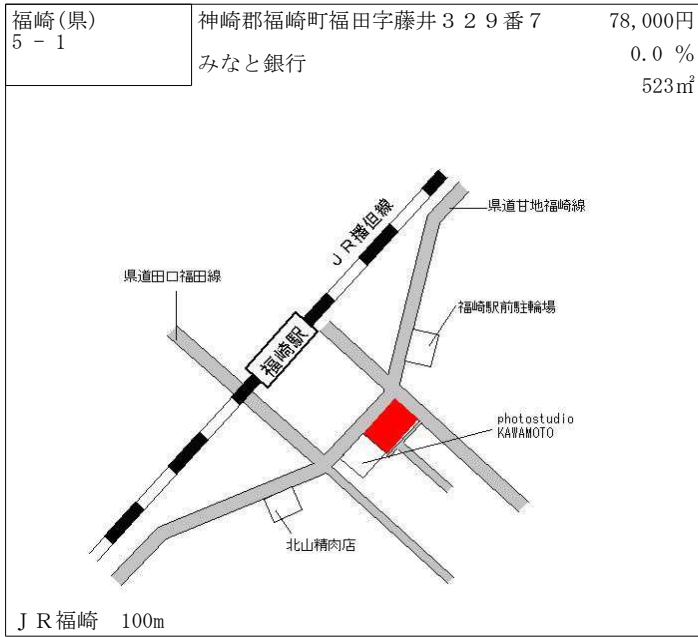 福崎(県)
5 - 1
神崎郡福崎町福田字藤井３２９番７
78,000円
みなと銀行
0.0 %
523㎡
県道甘地福崎線
ＪＲ播但線
県道田口福田線
福崎駅前駐輪場
福崎駅
photostudio
KAWAMOTO
北山精肉店
ＪＲ福崎 100m